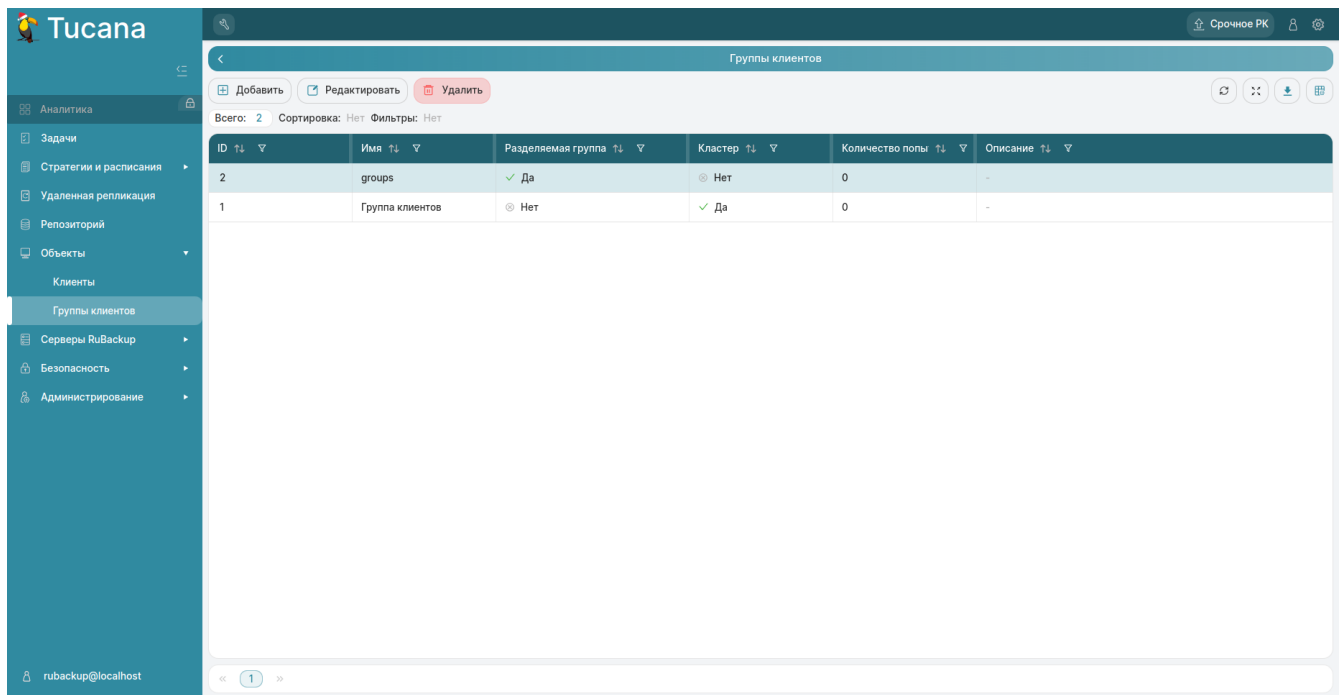 Tucana
Срочное РК
Группы клиентов
Добавить Редактировать Удалить
Всего: 2 Сортировка: Нет Фильтры: Нет
Аналитика
Задачи
Стратегии и расписания
Удаленная репликация
Репозиторий
Объекты
Клиенты
Группы клиентов
Серверы RuBackup
Безопасность
Администрирование
rubackup@localhost
ID Имя Разделяемая группа Кластер Количество попы Описание
2 groups Да Нет 0 -
1 Группа клиентов Нет Да 0 -
« 1 »